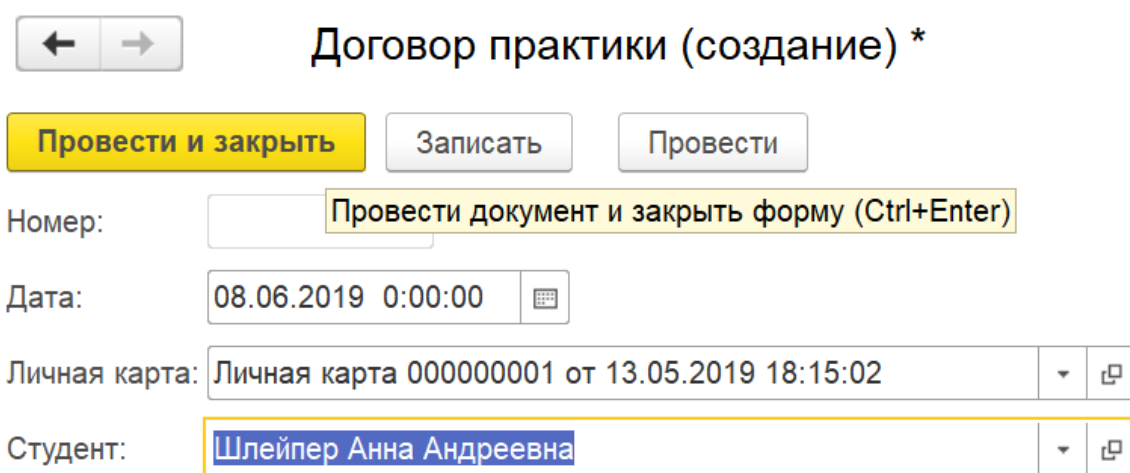 Договор практики (создание) *
Провести и закрыть Записать Провести
Номер: Провести документ и закрыть форму (Ctrl+Enter)
Дата: 08.06.2019 0:00:00
Личная карта: Личная карта 000000001 от 13.05.2019 18:15:02
Студент: Шлейпер Анна Андреевна